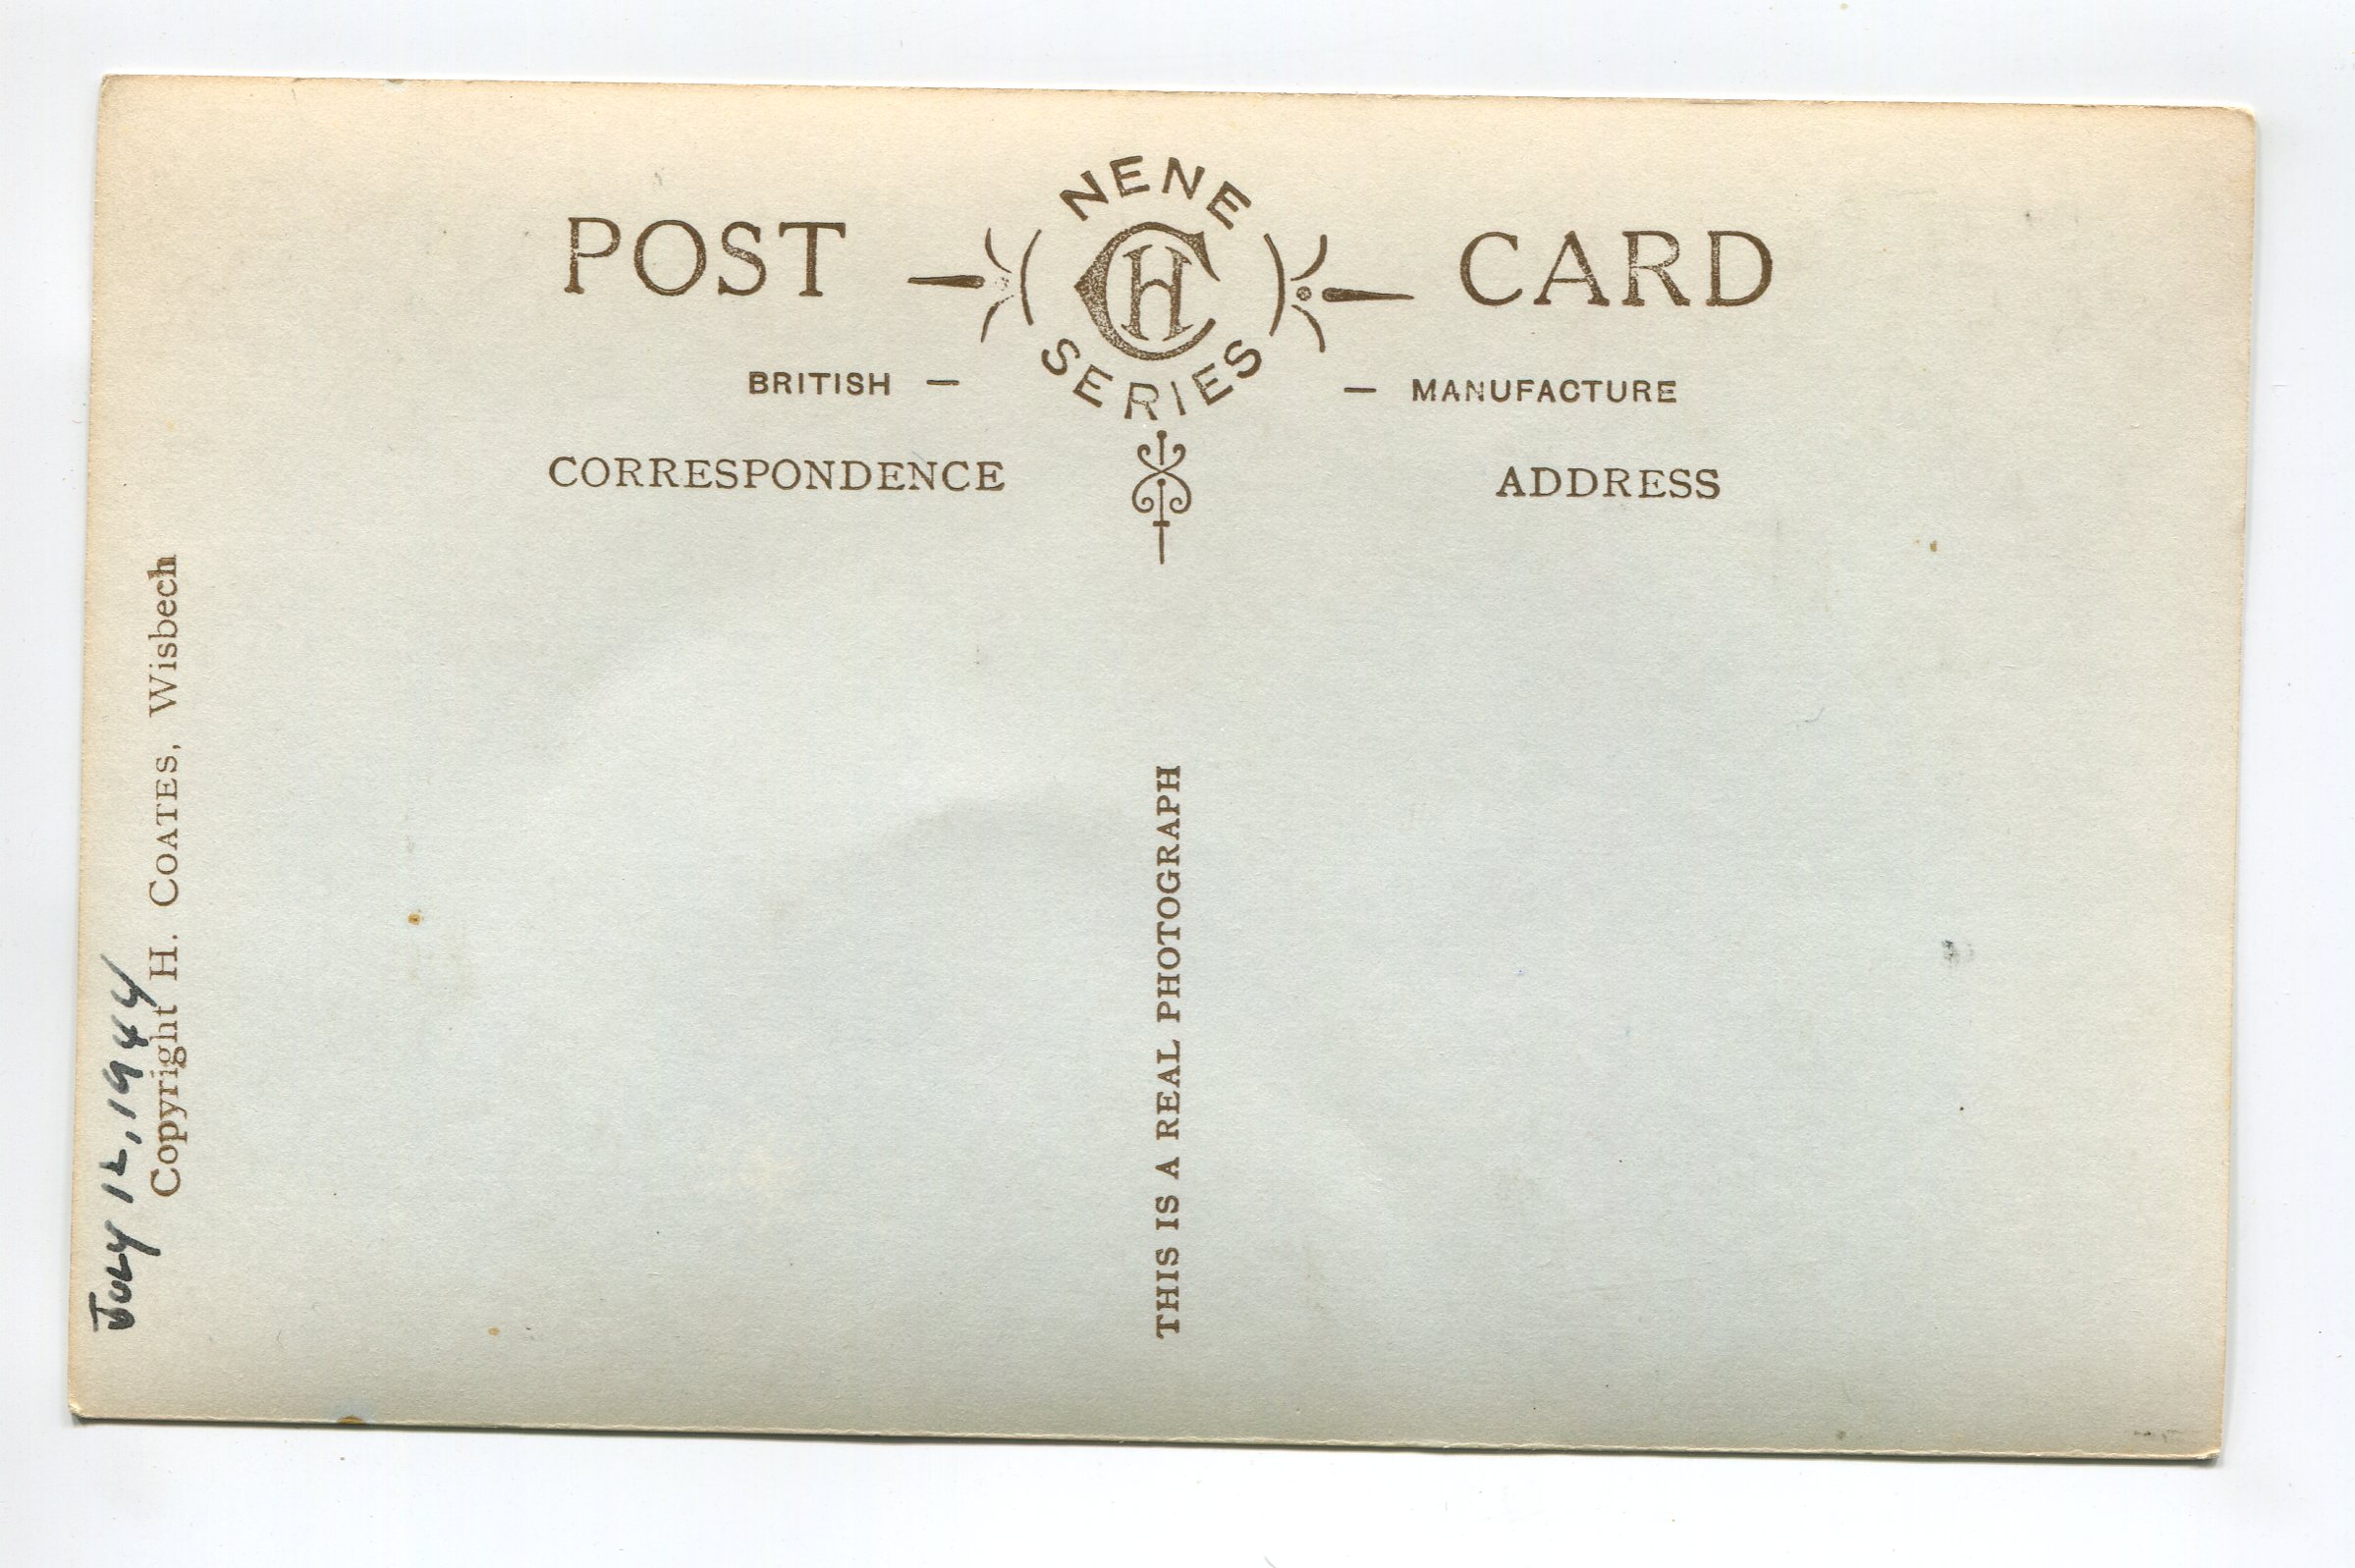 POST CARD
NENE
CH
SERIES
BRITISH — — MANUFACTURE
CORRESPONDENCE
ADDRESS
THIS IS A REAL PHOTOGRAPH
Copyright H. COATES, Wisbech
JULY 12, 1944